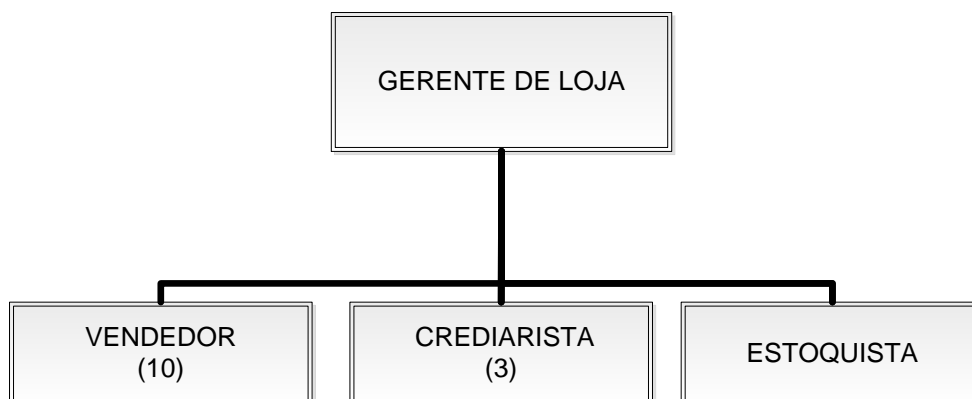 GERENTE DE LOJA
VENDEDOR
(10)
CREDIARISTA
(3)
ESTOQUISTA